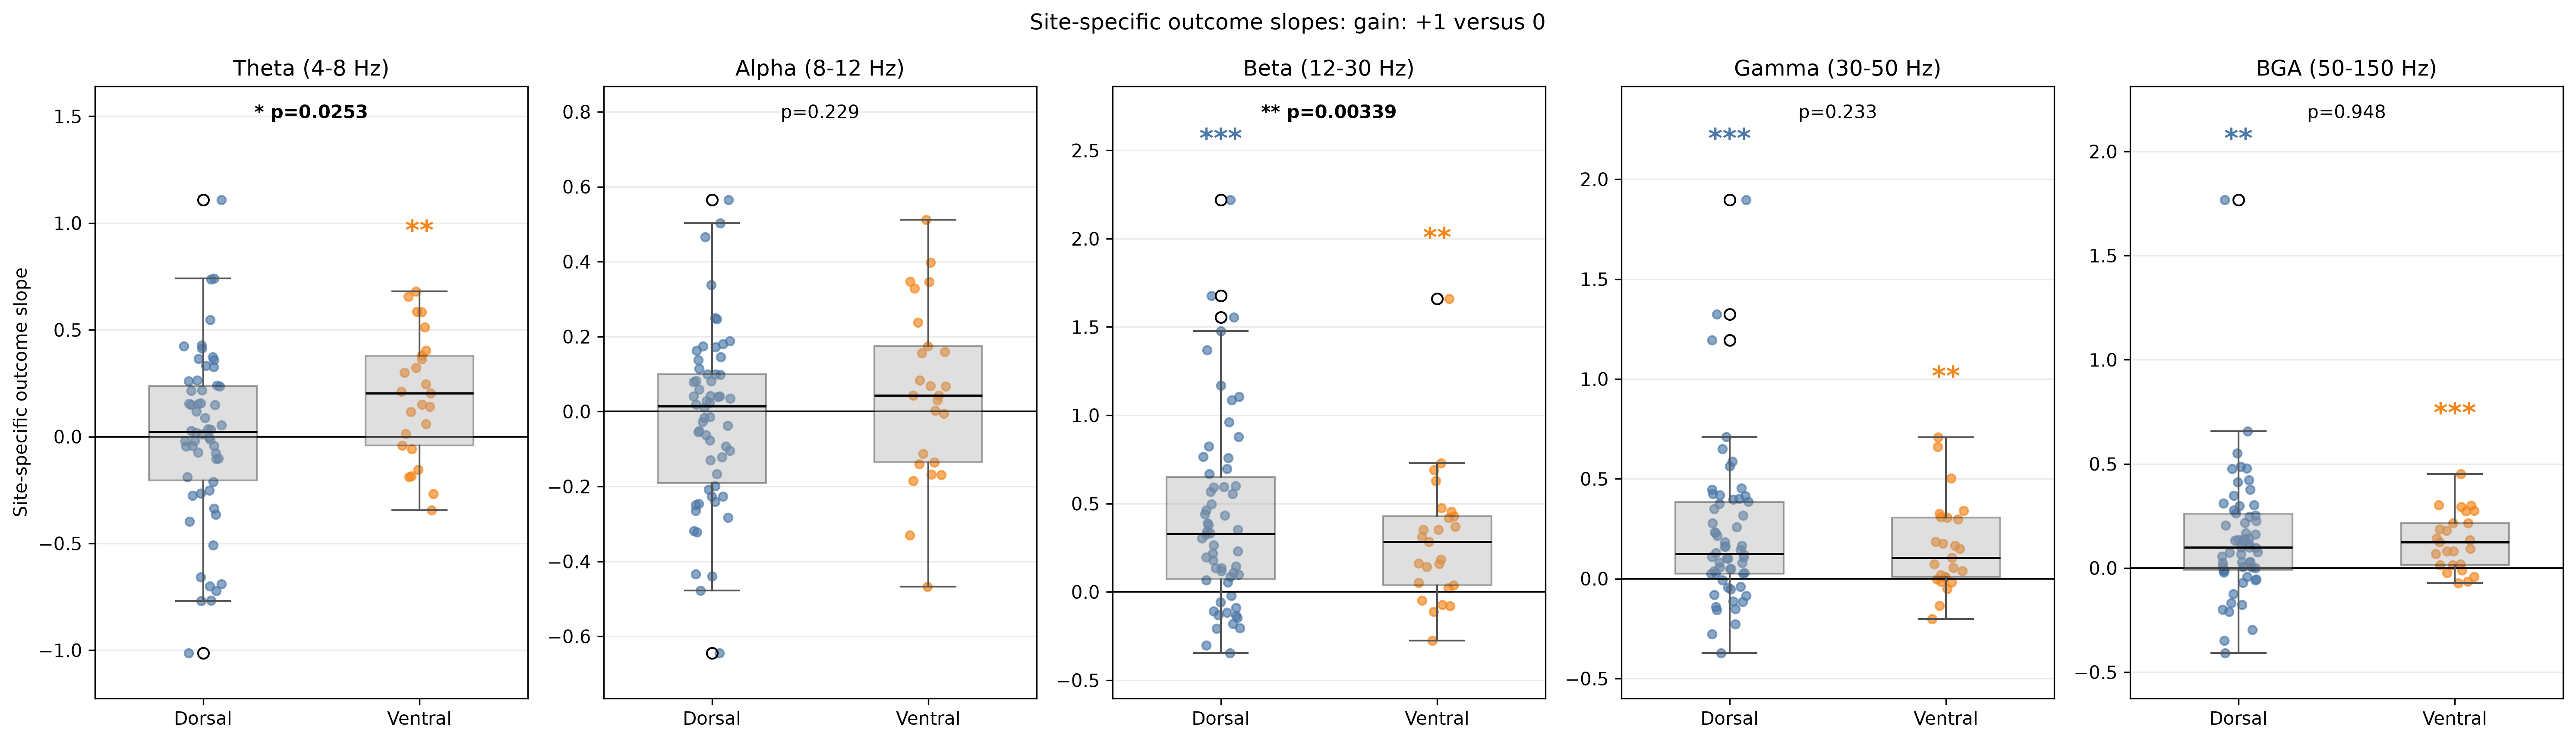 Site-specific outcome slopes: gain: +1 versus 0
Theta (4-8 Hz)
* p=0.0253
**
1.5
1.0
0.5
0.0
−0.5
−1.0
Site-specific outcome slope
Dorsal
Ventral
Alpha (8-12 Hz)
p=0.229
0.8
0.6
0.4
0.2
0.0
−0.2
−0.4
−0.6
Dorsal
Ventral
Beta (12-30 Hz)
** p=0.00339
***
**
2.5
2.0
1.5
1.0
0.5
0.0
−0.5
Dorsal
Ventral
Gamma (30-50 Hz)
p=0.233
***
**
2.0
1.5
1.0
0.5
0.0
−0.5
Dorsal
Ventral
BGA (50-150 Hz)
p=0.948
**
***
2.0
1.5
1.0
0.5
0.0
−0.5
Dorsal
Ventral